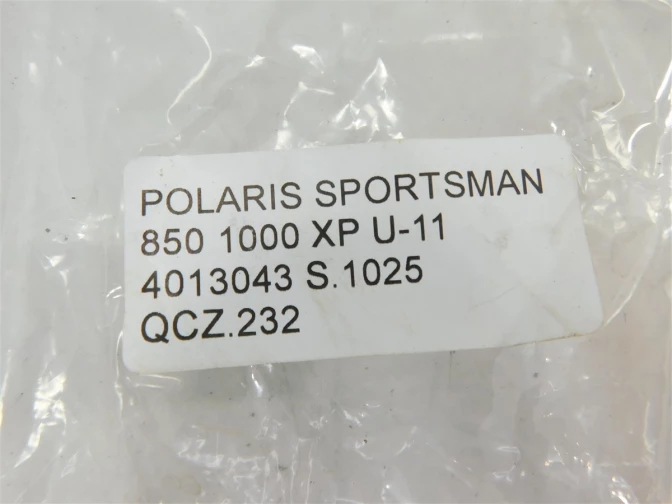 POLARIS SPORTSMAN
850 1000 XP U-11
4013043 S.1025
QCZ.232